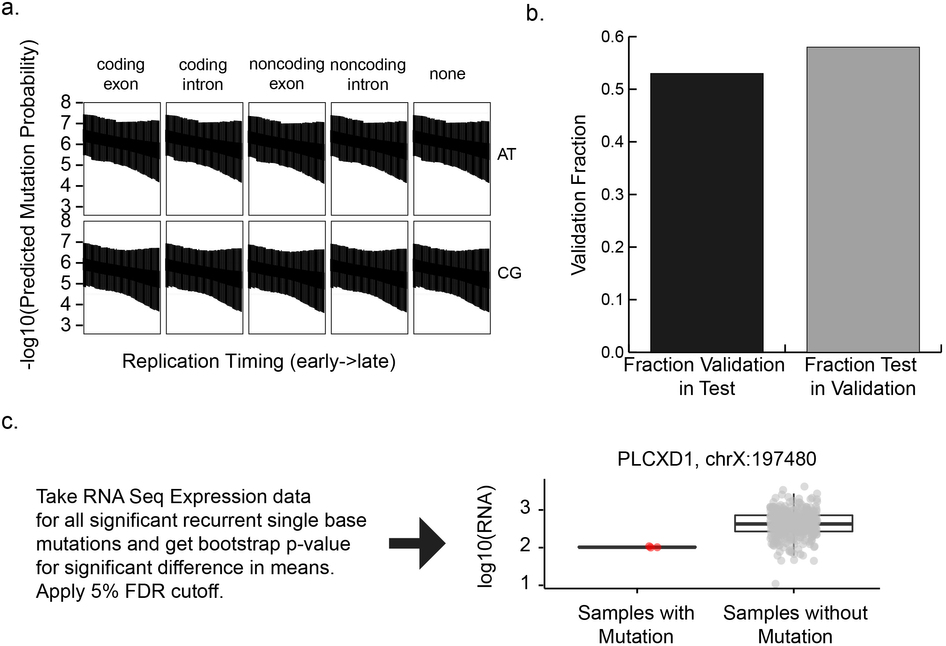 a.
coding
exon
coding
intron
noncoding
exon
noncoding
intron
none
-log10(Predicted Mutation Probability)
8
7
6
5
4
3
AT
8
7
6
5
4
3
CG
Replication Timing (early->late)
b.
Validation Fraction
0.6
0.5
0.4
0.3
0.2
0.1
0.0
Fraction Validation
in Test
Fraction Test
in Validation
c.
Take RNA Seq Expression data
for all significant recurrent single base
mutations and get bootstrap p-value
for significant difference in means.
Apply 5% FDR cutoff.
PLCXD1, chrX:197480
log10(RNA)
3
2
1
Samples with
Mutation
Samples without
Mutation